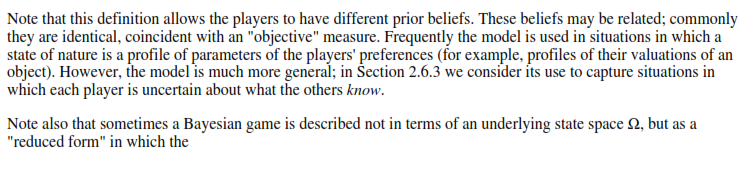 Note that this definition allows the players to have different prior beliefs. These beliefs may be related; commonly
they are identical, coincident with an "objective" measure. Frequently the model is used in situations in which a
state of nature is a profile of parameters of the players' preferences (for example, profiles of their valuations of an
object). However, the model is much more general; in Section 2.6.3 we consider its use to capture situations in
which each player is uncertain about what the others know.
Note also that sometimes a Bayesian game is described not in terms of an underlying state space Ω, but as a
"reduced form" in which the